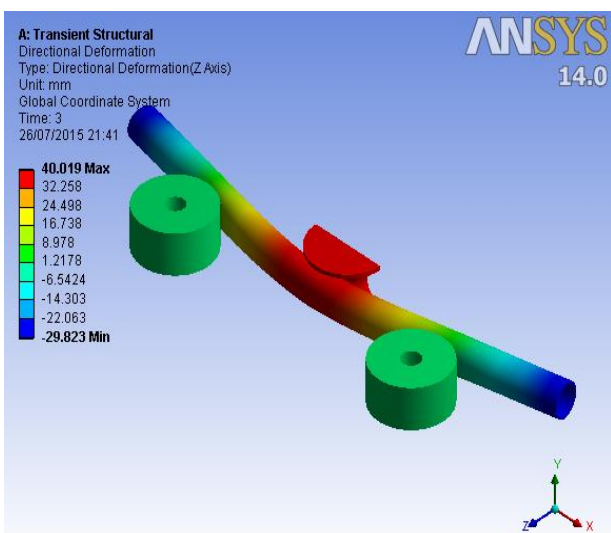 A: Transient Structural
Directional Deformation
Type: Directional Deformation(Z Axis)
Unit: mm
Global Coordinate System
Time: 3
26/07/2015 21:41
ANSYS
14.0
40.019 Max
32.258
24.498
16.738
8.978
1.2178
-6.5424
-14.303
-22.063
-29.823 Min
Y
Z
X